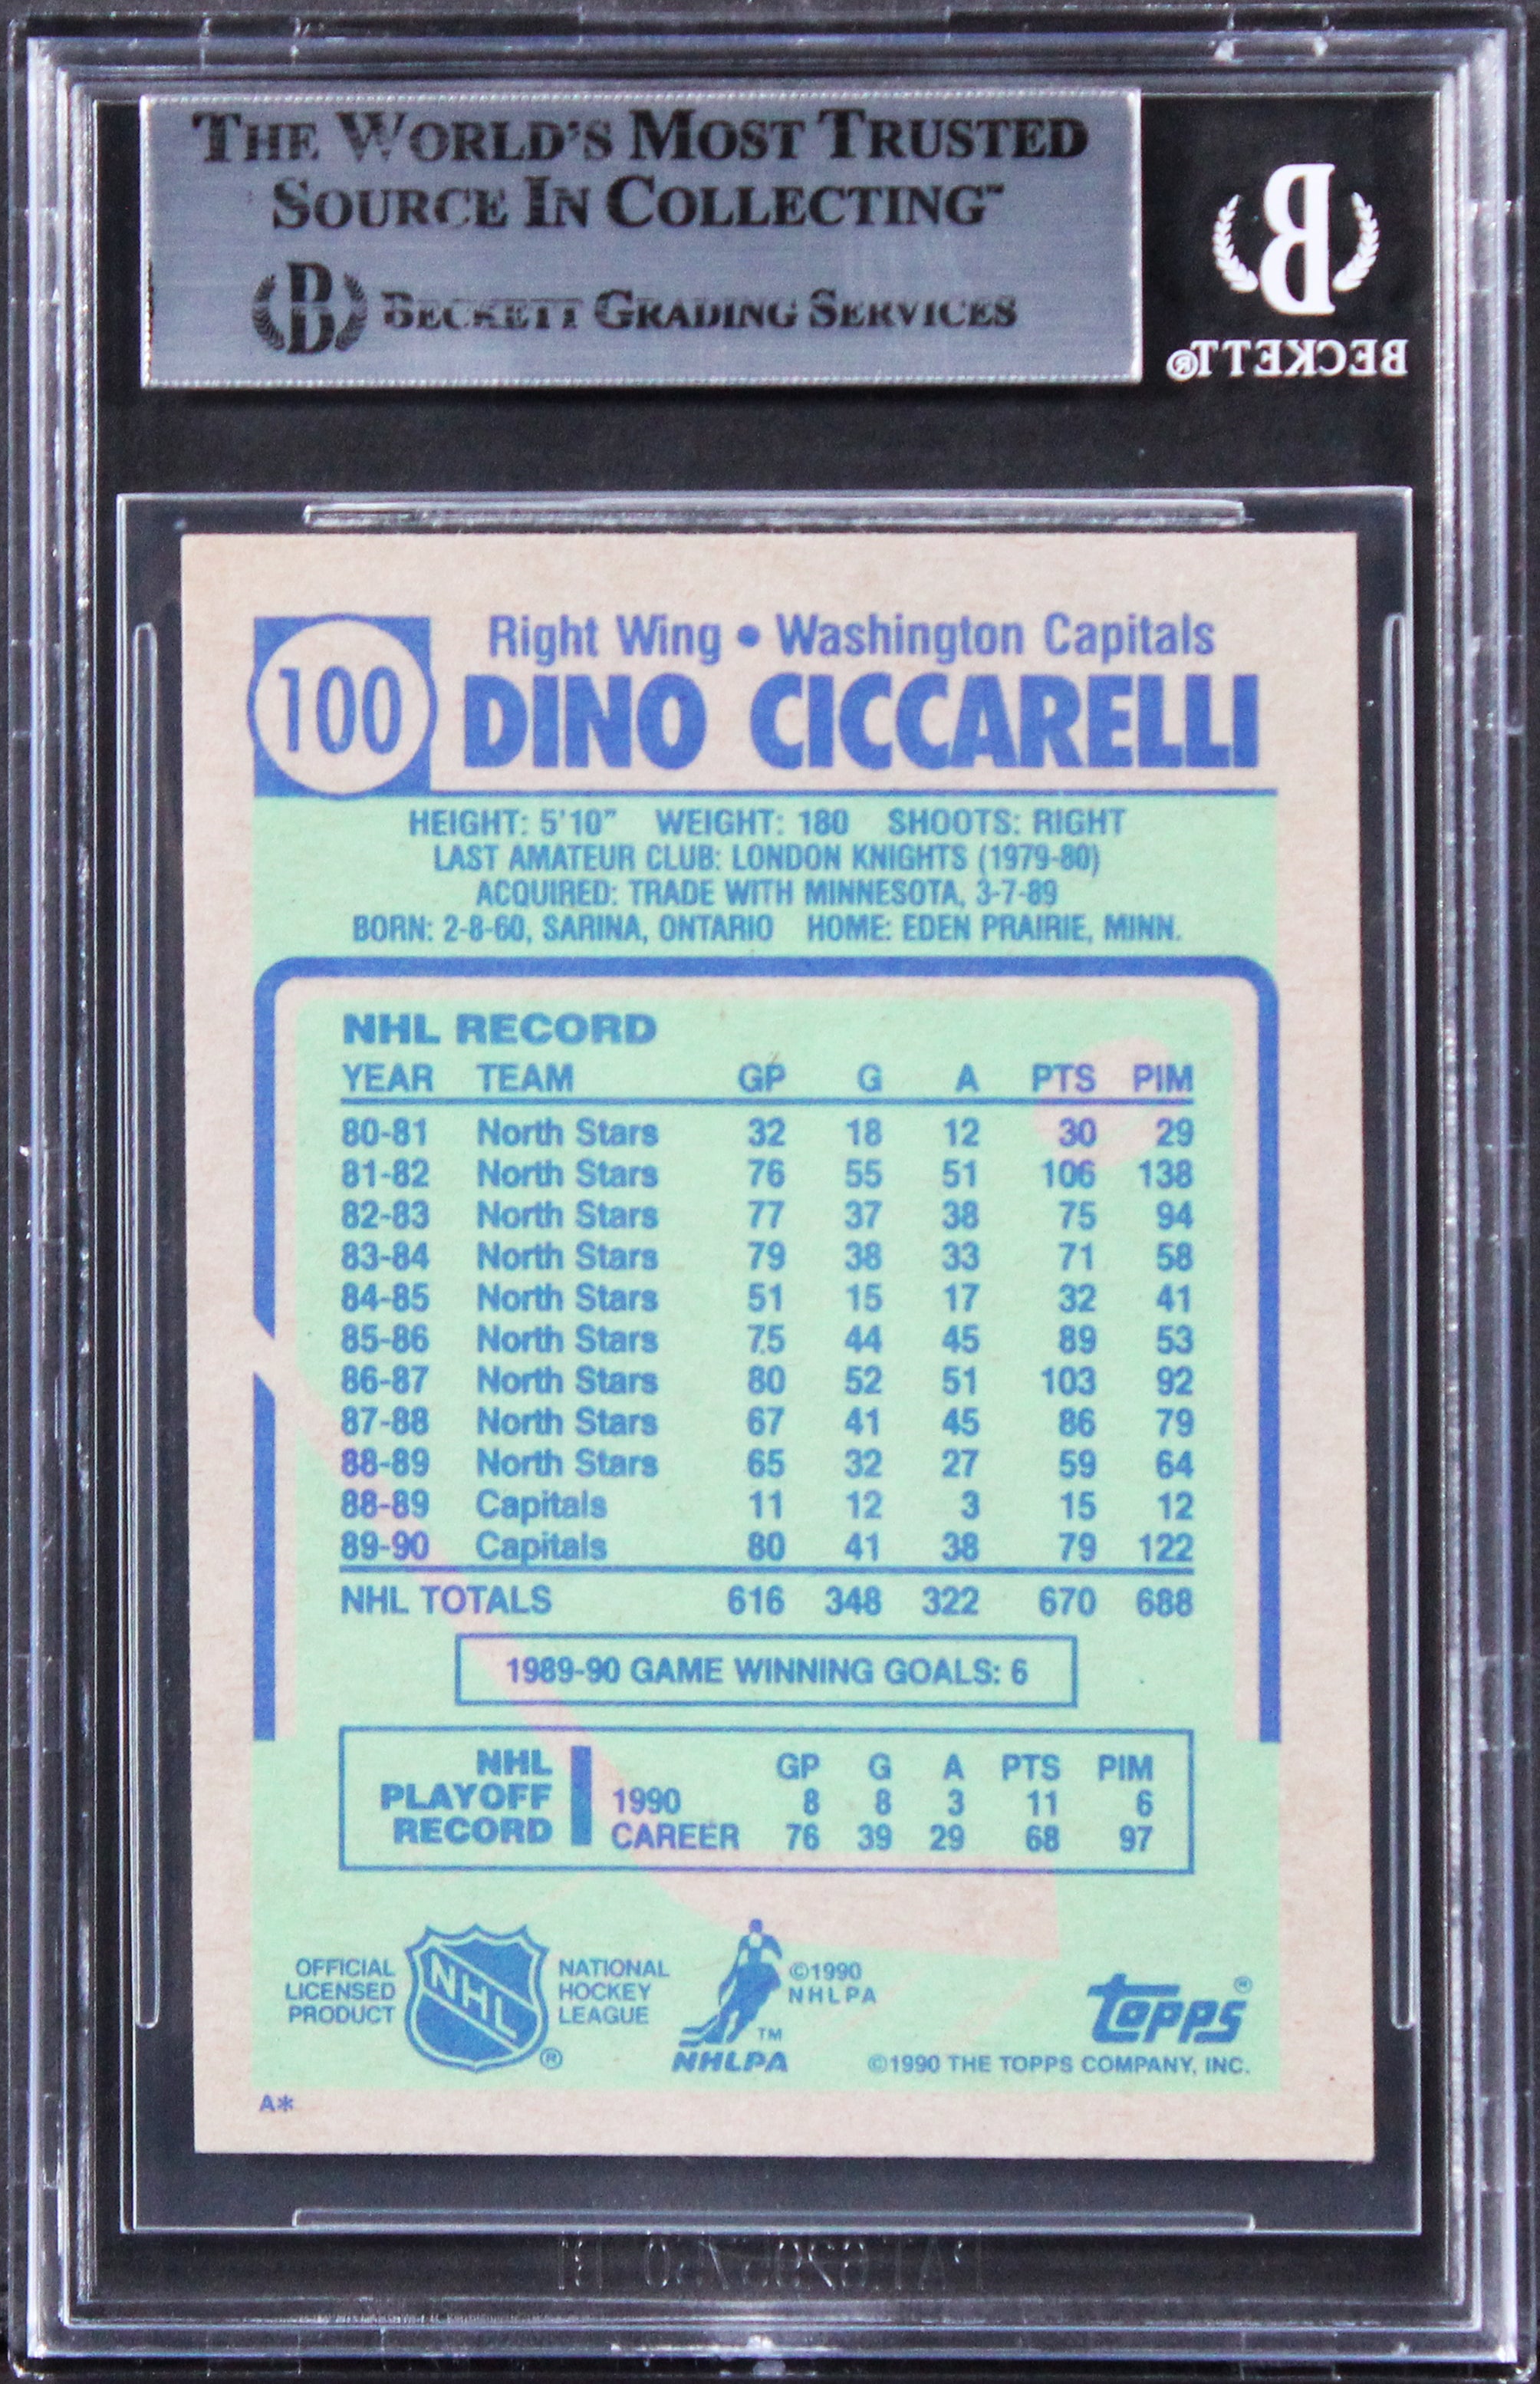 THE WORLD'S MOST TRUSTED
SOURCE IN COLLECTING™
B BECKETT GRADING SERVICES
B
BECKETT®
100
Right Wing • Washington Capitals
DINO CICCARELLI
HEIGHT: 5'10" WEIGHT: 180 SHOOTS: RIGHT
LAST AMATEUR CLUB: LONDON KNIGHTS (1979-80)
ACQUIRED: TRADE WITH MINNESOTA, 3-7-89
BORN: 2-8-60, SARINA, ONTARIO HOME: EDEN PRAIRIE, MINN.
NHL RECORD
YEAR TEAM GP G A PTS PIM
80-81 North Stars 32 18 12 30 29
81-82 North Stars 76 55 51 106 138
82-83 North Stars 77 37 38 75 94
83-84 North Stars 79 38 33 71 58
84-85 North Stars 51 15 17 32 41
85-86 North Stars 75 44 45 89 53
86-87 North Stars 80 52 51 103 92
87-88 North Stars 67 41 45 86 79
88-89 North Stars 65 32 27 59 64
88-89 Capitals 11 12 3 15 12
89-90 Capitals 80 41 38 79 122
NHL TOTALS 616 348 322 670 688
1989-90 GAME WINNING GOALS: 6
NHL PLAYOFF RECORD
GP G A PTS PIM
1990 8 8 3 11 6
CAREER 76 39 29 68 97
OFFICIAL LICENSED PRODUCT
NHL
®
NATIONAL HOCKEY LEAGUE
©1990 NHLPA
TM
NHLPA
Topps®
©1990 THE TOPPS COMPANY, INC.
A*